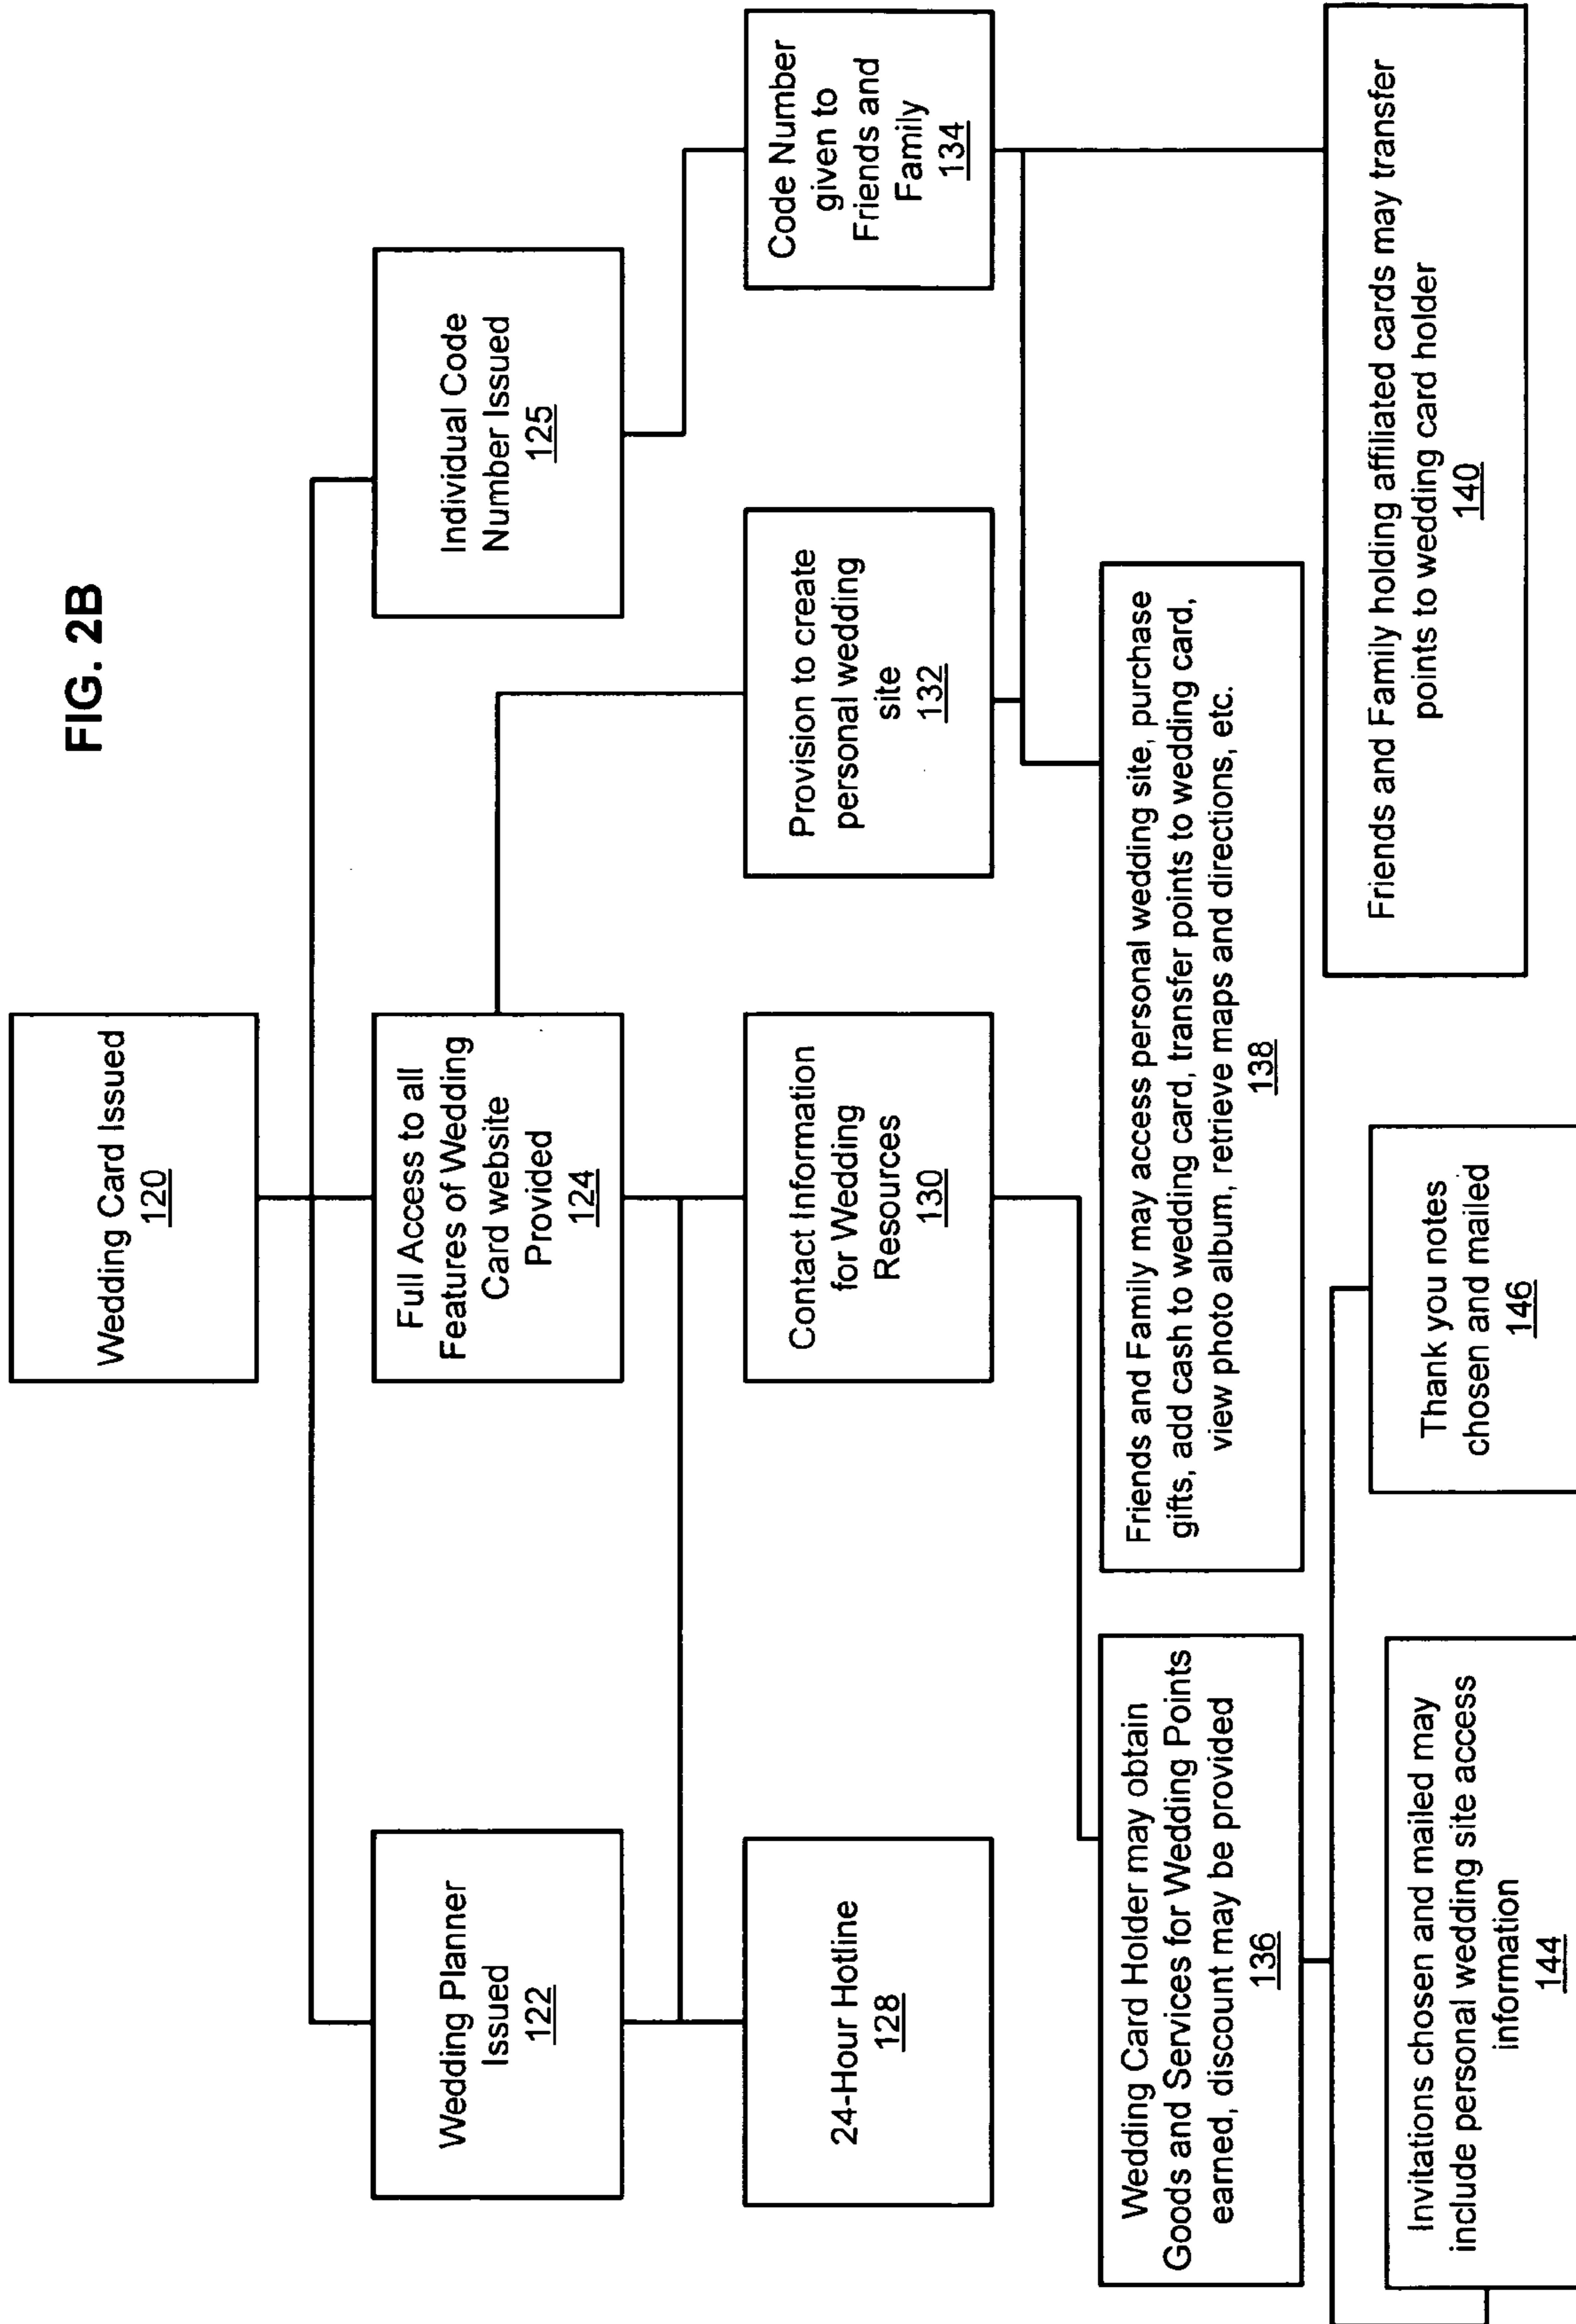 FIG. 2B
Wedding Card Issued
120
Wedding Planner
Issued
122
Full Access to all
Features of Wedding
Card website
Provided
124
Individual Code
Number Issued
125
24-Hour Hotline
128
Contact Information
for Wedding
Resources
130
Provision to create
personal wedding
site
132
Code Number
given to
Friends and
Family
134
Wedding Card Holder may obtain
Goods and Services for Wedding Points
earned, discount may be provided
136
Friends and Family may access personal wedding site, purchase
gifts, add cash to wedding card, transfer points to wedding card,
view photo album, retrieve maps and directions, etc.
138
Friends and Family holding affiliated cards may transfer
points to wedding card holder
140
Invitations chosen and mailed may
include personal wedding site access
information
144
Thank you notes
chosen and mailed
146